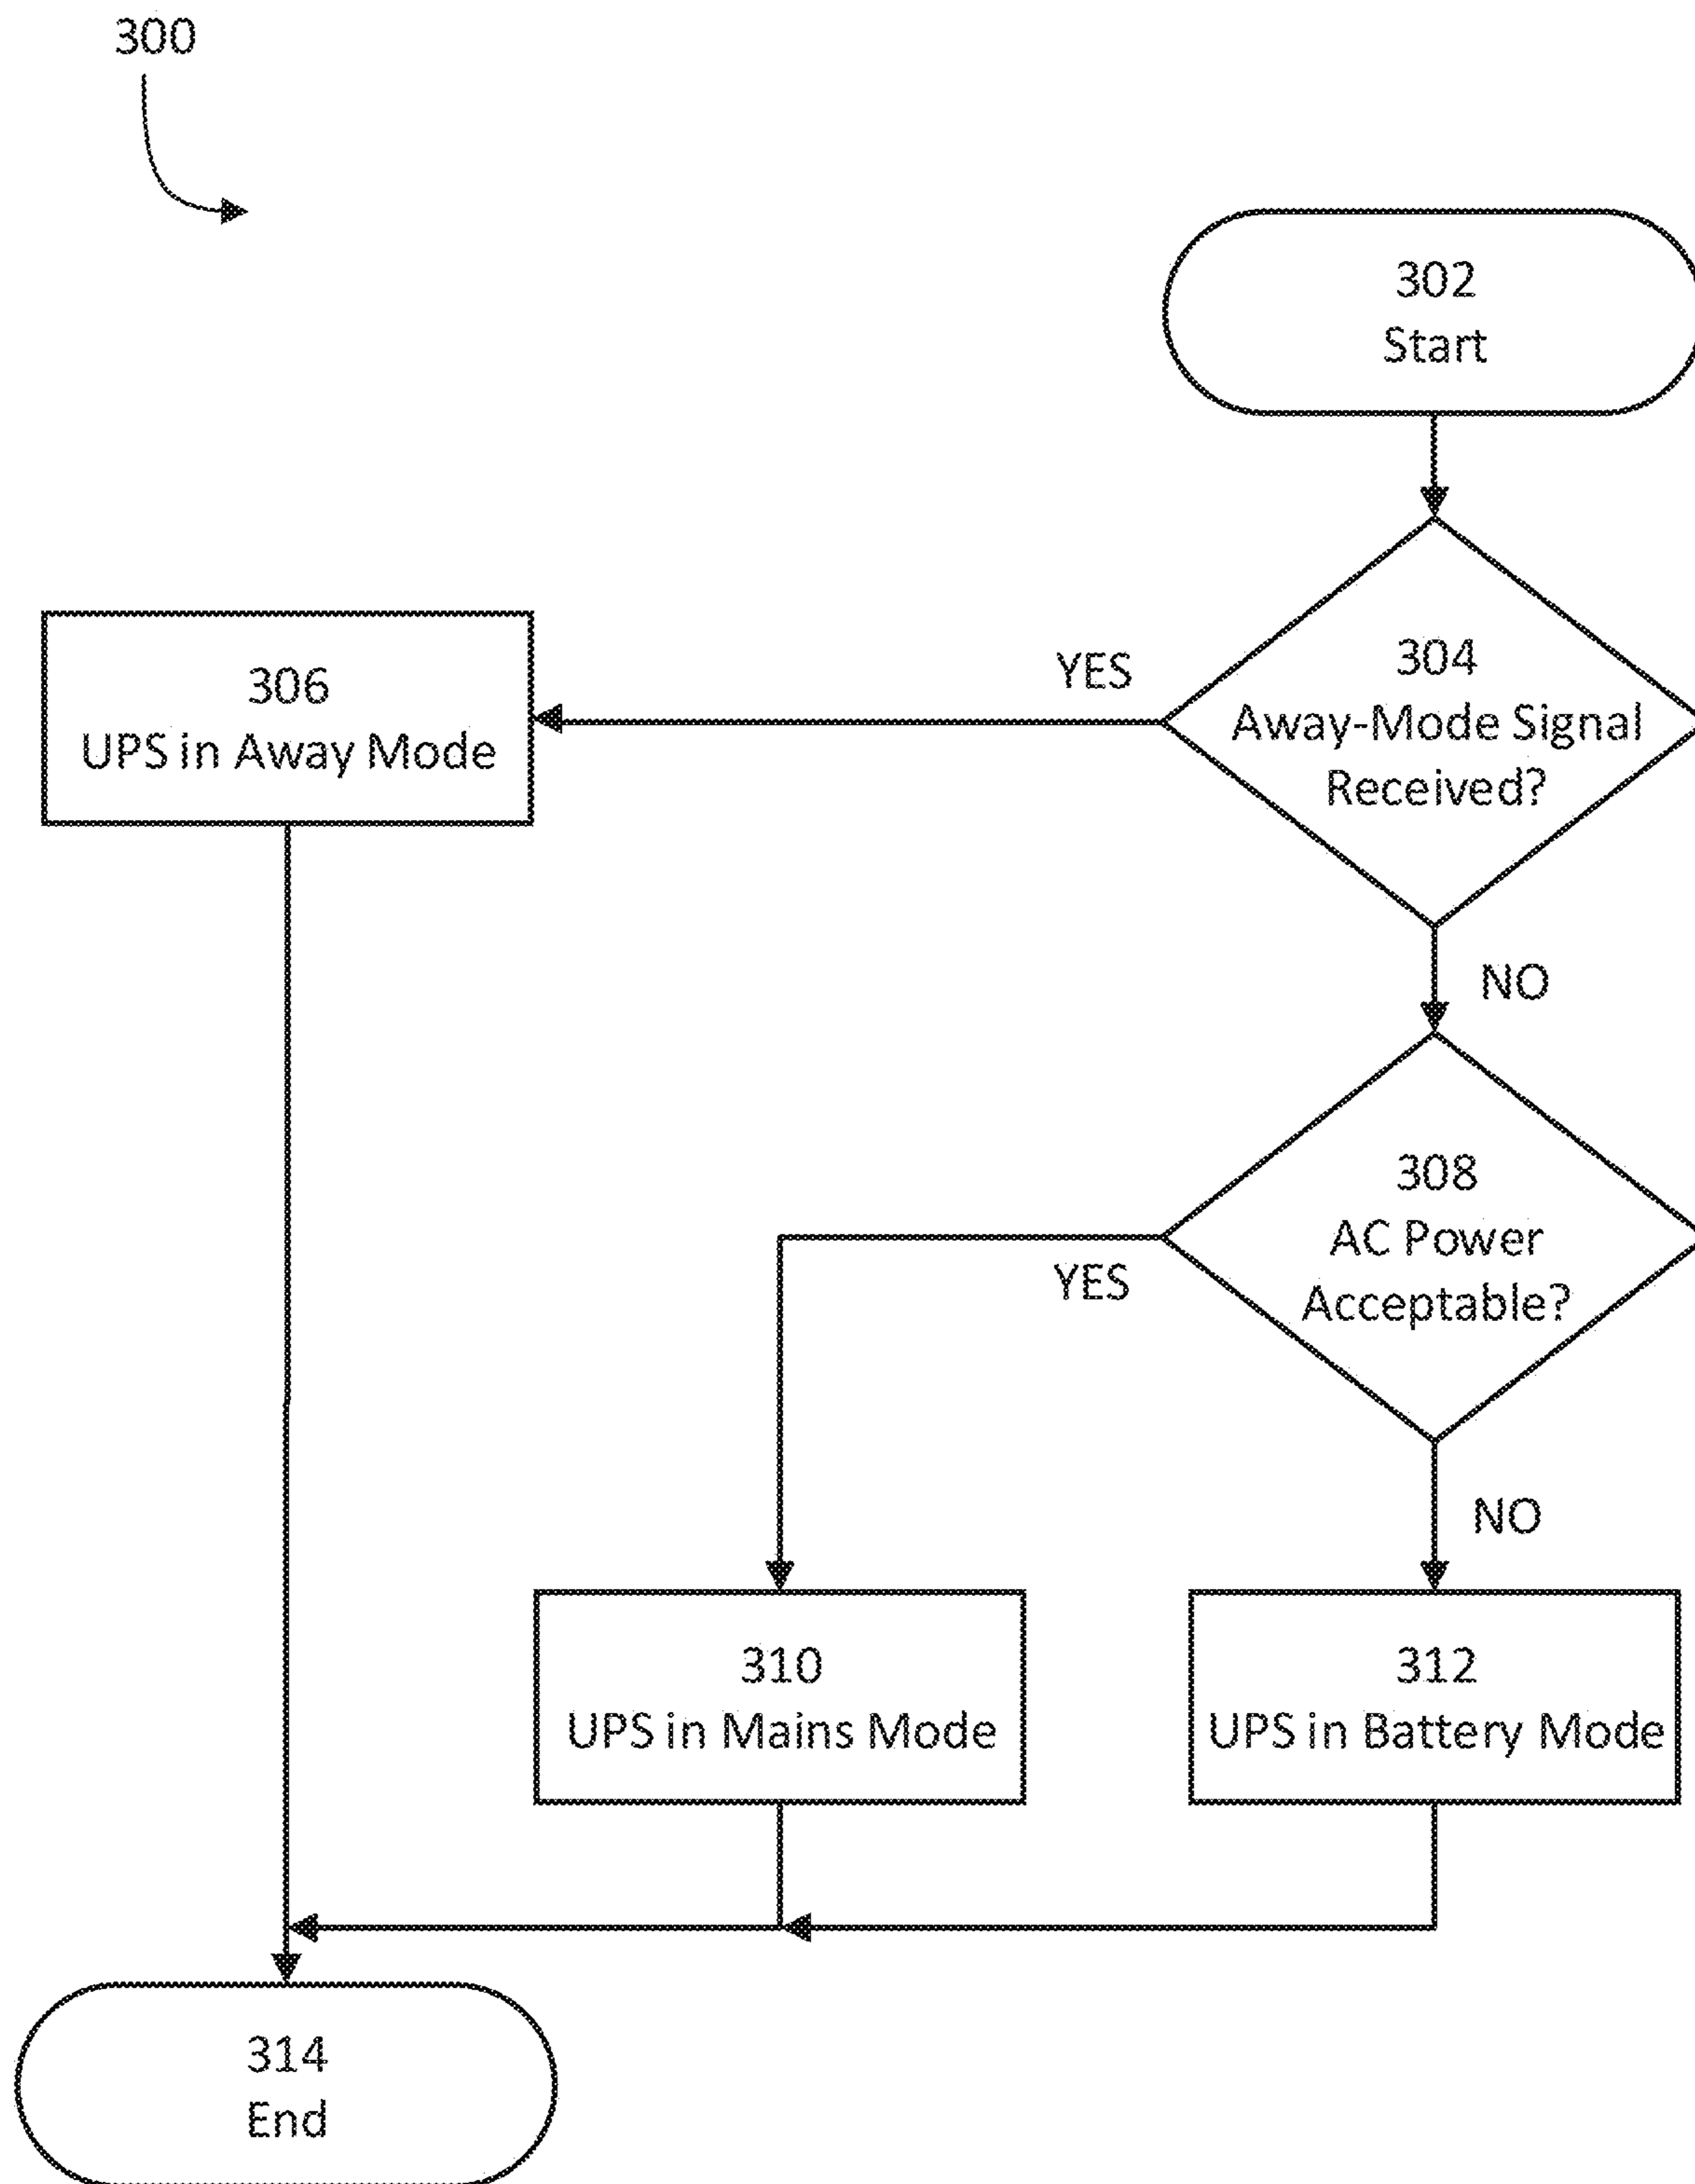 300
302
Start
304
Away-Mode Signal
Received?
YES
306
UPS in Away Mode
NO
308
AC Power
Acceptable?
YES
NO
310
UPS in Mains Mode
312
UPS in Battery Mode
314
End